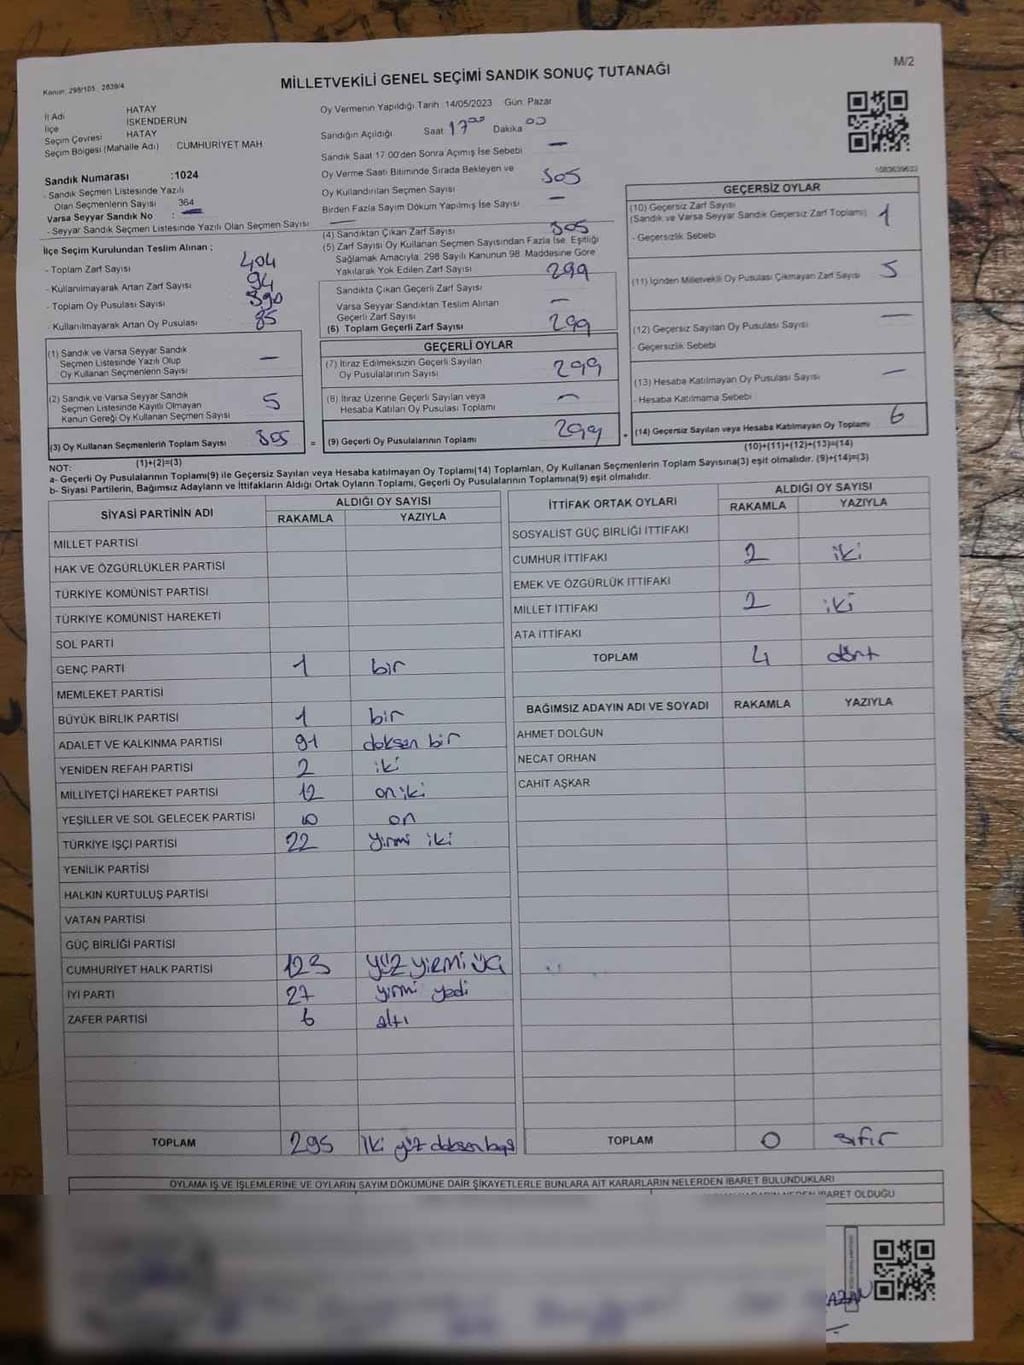 Kanun: 298/105, 2839/4
MİLLETVEKİLİ GENEL SEÇİMİ SANDIK SONUÇ TUTANAĞI
M/2
İl Adı HATAY
İlçe İSKENDERUN
Seçim Çevresi HATAY
Seçim Bölgesi (Mahalle Adı) : CUMHURİYET MAH
Sandık Numarası :1024
- Sandık Seçmen Listesinde Yazılı
Olan Seçmenlerin Sayısı 364
Varsa Seyyar Sandık No : —
- Seyyar Sandık Seçmen Listesinde Yazılı Olan Seçmen Sayısı
Oy Vermenin Yapıldığı Tarih 14/05/2023 Gün Pazar
Sandığın Açıldığı Saat 17 00 Dakika 00
Sandık Saat 17:00'den Sonra Açımış İse Sebebi —
Oy Verme Saati Bitiminde Sırada Bekleyen ve
Oy Kullandırılan Seçmen Sayısı 305
Birden Fazla Sayım Döküm Yapılmış İse Sayısı —
İlçe Seçim Kurulundan Teslim Alınan ;
- Toplam Zarf Sayısı 404
- Kullanılmayarak Artan Zarf Sayısı 94
- Toplam Oy Pusulası Sayısı 390
- Kullanılmayarak Artan Oy Pusulası 85
(4) Sandıktan Çıkan Zarf Sayısı 305
(5) Zarf Sayısı Oy Kullanan Seçmen Sayısından Fazla İse, Eşitliği
Sağlamak Amacıyla, 298 Sayılı Kanunun 98. Maddesine Göre
Yakılarak Yok Edilen Zarf Sayısı 299
Sandıkta Çıkan Geçerli Zarf Sayısı —
Varsa Seyyar Sandıktan Teslim Alınan
Geçerli Zarf Sayısı
(6) Toplam Geçerli Zarf Sayısı 299
(1) Sandık ve Varsa Seyyar Sandık
Seçmen Listesinde Yazılı Olup
Oy Kullanan Seçmenlerin Sayısı —
(2) Sandık ve Varsa Seyyar Sandık
Seçmen Listesinde Kayıtlı Olmayan
Kanun Gereği Oy Kullanan Seçmen Sayısı 5
(3) Oy Kullanan Seçmenlerin Toplam Sayısı 305 =
(1)+(2)=(3)
GEÇERLİ OYLAR
(7) İtiraz Edilmeksizin Geçerli Sayılan
Oy Pusulalarının Sayısı 299
(8) İtiraz Üzerine Geçerli Sayılan veya
Hesaba Katılan Oy Pusulası Toplamı —
(9) Geçerli Oy Pusulalarının Toplamı 299 +
GEÇERSİZ OYLAR
(10) Geçersiz Zarf Sayısı
(Sandık ve Varsa Seyyar Sandık Geçersiz Zarf Toplamı) 1
- Geçersizlik Sebebi
(11) İçinden Milletvekili Oy Pusulası Çıkmayan Zarf Sayısı 5
(12) Geçersiz Sayılan Oy Pusulası Sayısı —
- Geçersizlik Sebebi
(13) Hesaba Katılmayan Oy Pusulası Sayısı —
- Hesaba Katılmama Sebebi
(14) Geçersiz Sayılan veya Hesaba Katılmayan Oy Toplamı 6
(10)+(11)+(12)+(13)=(14)
NOT:
a- Geçerli Oy Pusulalarının Toplamı(9) ile Geçersiz Sayılan veya Hesaba katılmayan Oy Toplamı(14) Toplamları, Oy Kullanan Seçmenlerin Toplam Sayısına(3) eşit olmalıdır. (9)+(14)=(3)
b- Siyasi Partilerin, Bağımsız Adayların ve İttifakların Aldığı Ortak Oyların Toplamı, Geçerli Oy Pusulalarının Toplamına(9) eşit olmalıdır.
SİYASİ PARTİNİN ADI ALDIĞI OY SAYISI
RAKAMLA YAZIYLA
MİLLET PARTİSİ
HAK VE ÖZGÜRLÜKLER PARTİSİ
TÜRKİYE KOMÜNİST PARTİSİ
TÜRKİYE KOMÜNİST HAREKETİ
SOL PARTİ
GENÇ PARTİ 1 bir
MEMLEKET PARTİSİ
BÜYÜK BİRLİK PARTİSİ 1 bir
ADALET VE KALKINMA PARTİSİ 91 doksan bir
YENİDEN REFAH PARTİSİ 2 iki
MİLLİYETÇİ HAREKET PARTİSİ 12 on iki
YEŞİLLER VE SOL GELECEK PARTİSİ 10 on
TÜRKİYE İŞÇİ PARTİSİ 22 yirmi iki
YENİLİK PARTİSİ
HALKIN KURTULUŞ PARTİSİ
VATAN PARTİSİ
GÜÇ BİRLİĞİ PARTİSİ
CUMHURİYET HALK PARTİSİ 123 yüz yirmi üç
İYİ PARTİ 27 yirmi yedi
ZAFER PARTİSİ 6 altı
TOPLAM 295 İki yüz doksan beş
İTTİFAK ORTAK OYLARI ALDIĞI OY SAYISI
RAKAMLA YAZIYLA
SOSYALİST GÜÇ BİRLİĞİ İTTİFAKI
CUMHUR İTTİFAKI 2 iki
EMEK VE ÖZGÜRLÜK İTTİFAKI
MİLLET İTTİFAKI 2 iki
ATA İTTİFAKI
TOPLAM 4 dört
BAĞIMSIZ ADAYIN ADI VE SOYADI RAKAMLA YAZIYLA
AHMET DOLĞUN
NECAT ORHAN
CAHİT AŞKAR
TOPLAM 0 sıfır
OYLAMA İŞ VE İŞLEMLERİNE VE OYLARIN SAYIM DÖKÜMÜNE DAİR ŞİKAYETLERLE BUNLARA AİT KARARLARIN NELERDEN İBARET BULUNDUKLARI
İBARET OLDUĞU